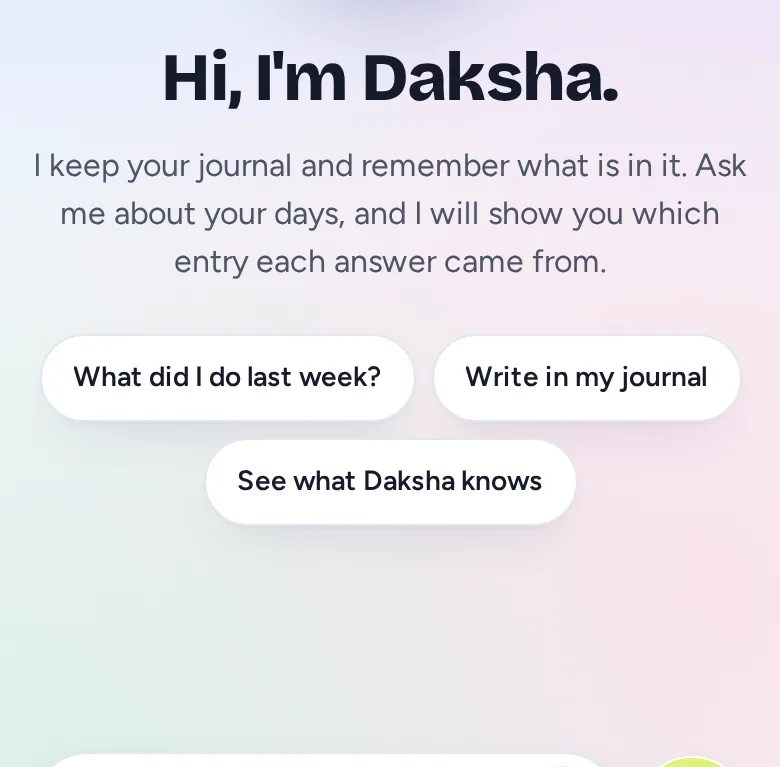 Hi, I'm Daksha.
I keep your journal and remember what is in it. Ask
me about your days, and I will show you which
entry each answer came from.
What did I do last week?
Write in my journal
See what Daksha knows